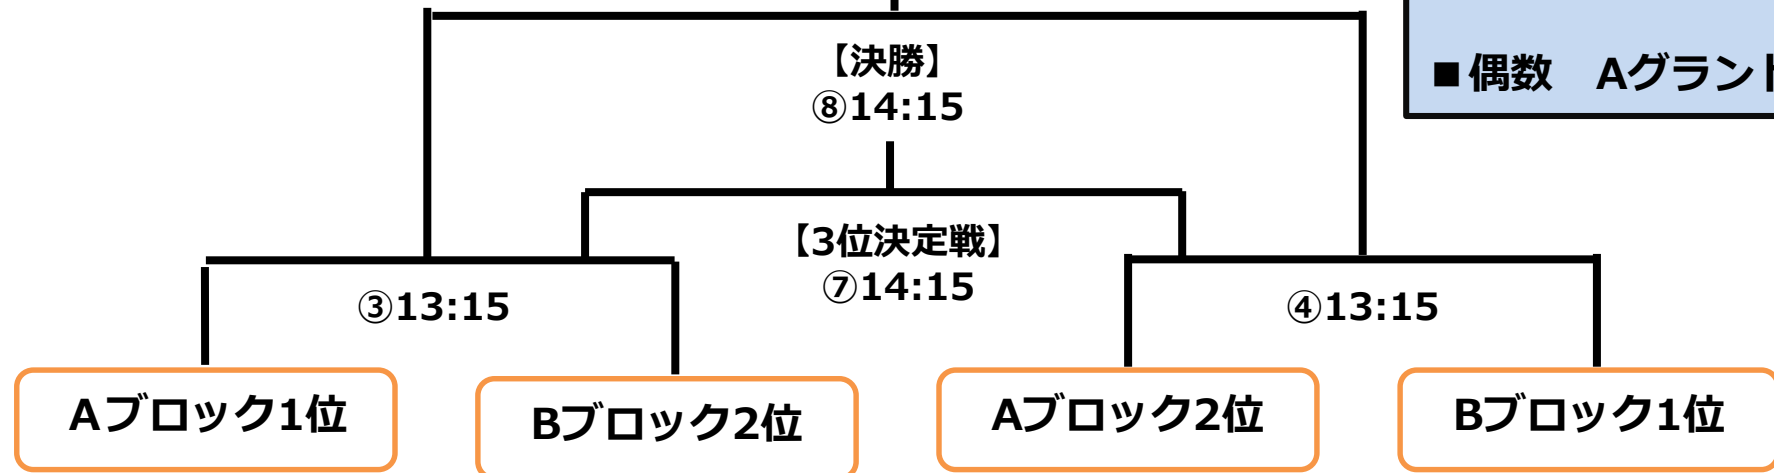 【決勝】
⑧14:15
■偶数　Aグラン
【3位決定戦】
⑦14:15
③13:15
④13:15
Aブロック1位
Bブロック2位
Aブロック2位
Bブロック1位